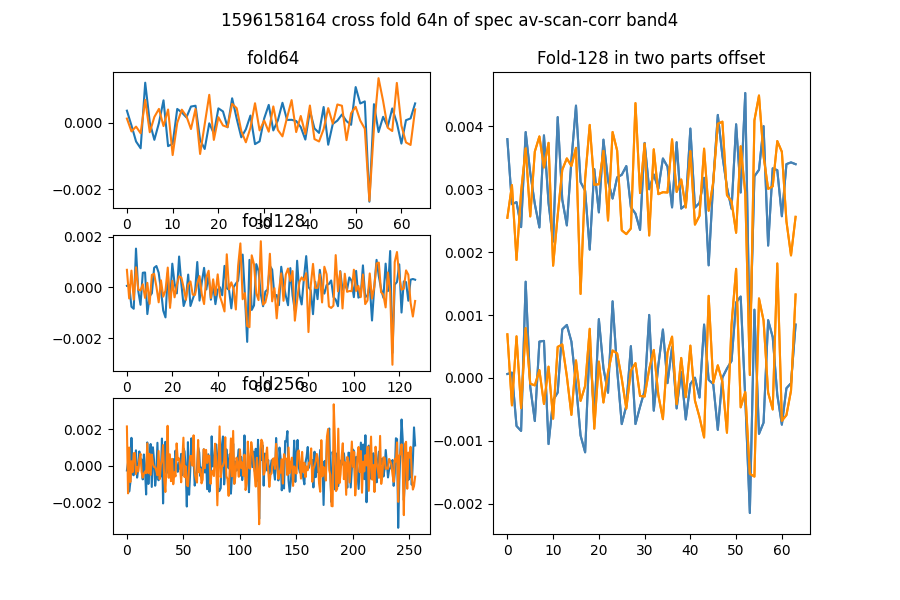 1596158164 cross fold 64n of spec av-scan-corr band4
fold64
0.000
−0.002
0 10 20 30 40 50 60
fold128
0.002
0.000
−0.002
0 20 40 60 80 100 120
fold256
0.002
0.000
−0.002
0 50 100 150 200 250
Fold-128 in two parts offset
0.004
0.003
0.002
0.001
0.000
−0.001
−0.002
0 10 20 30 40 50 60